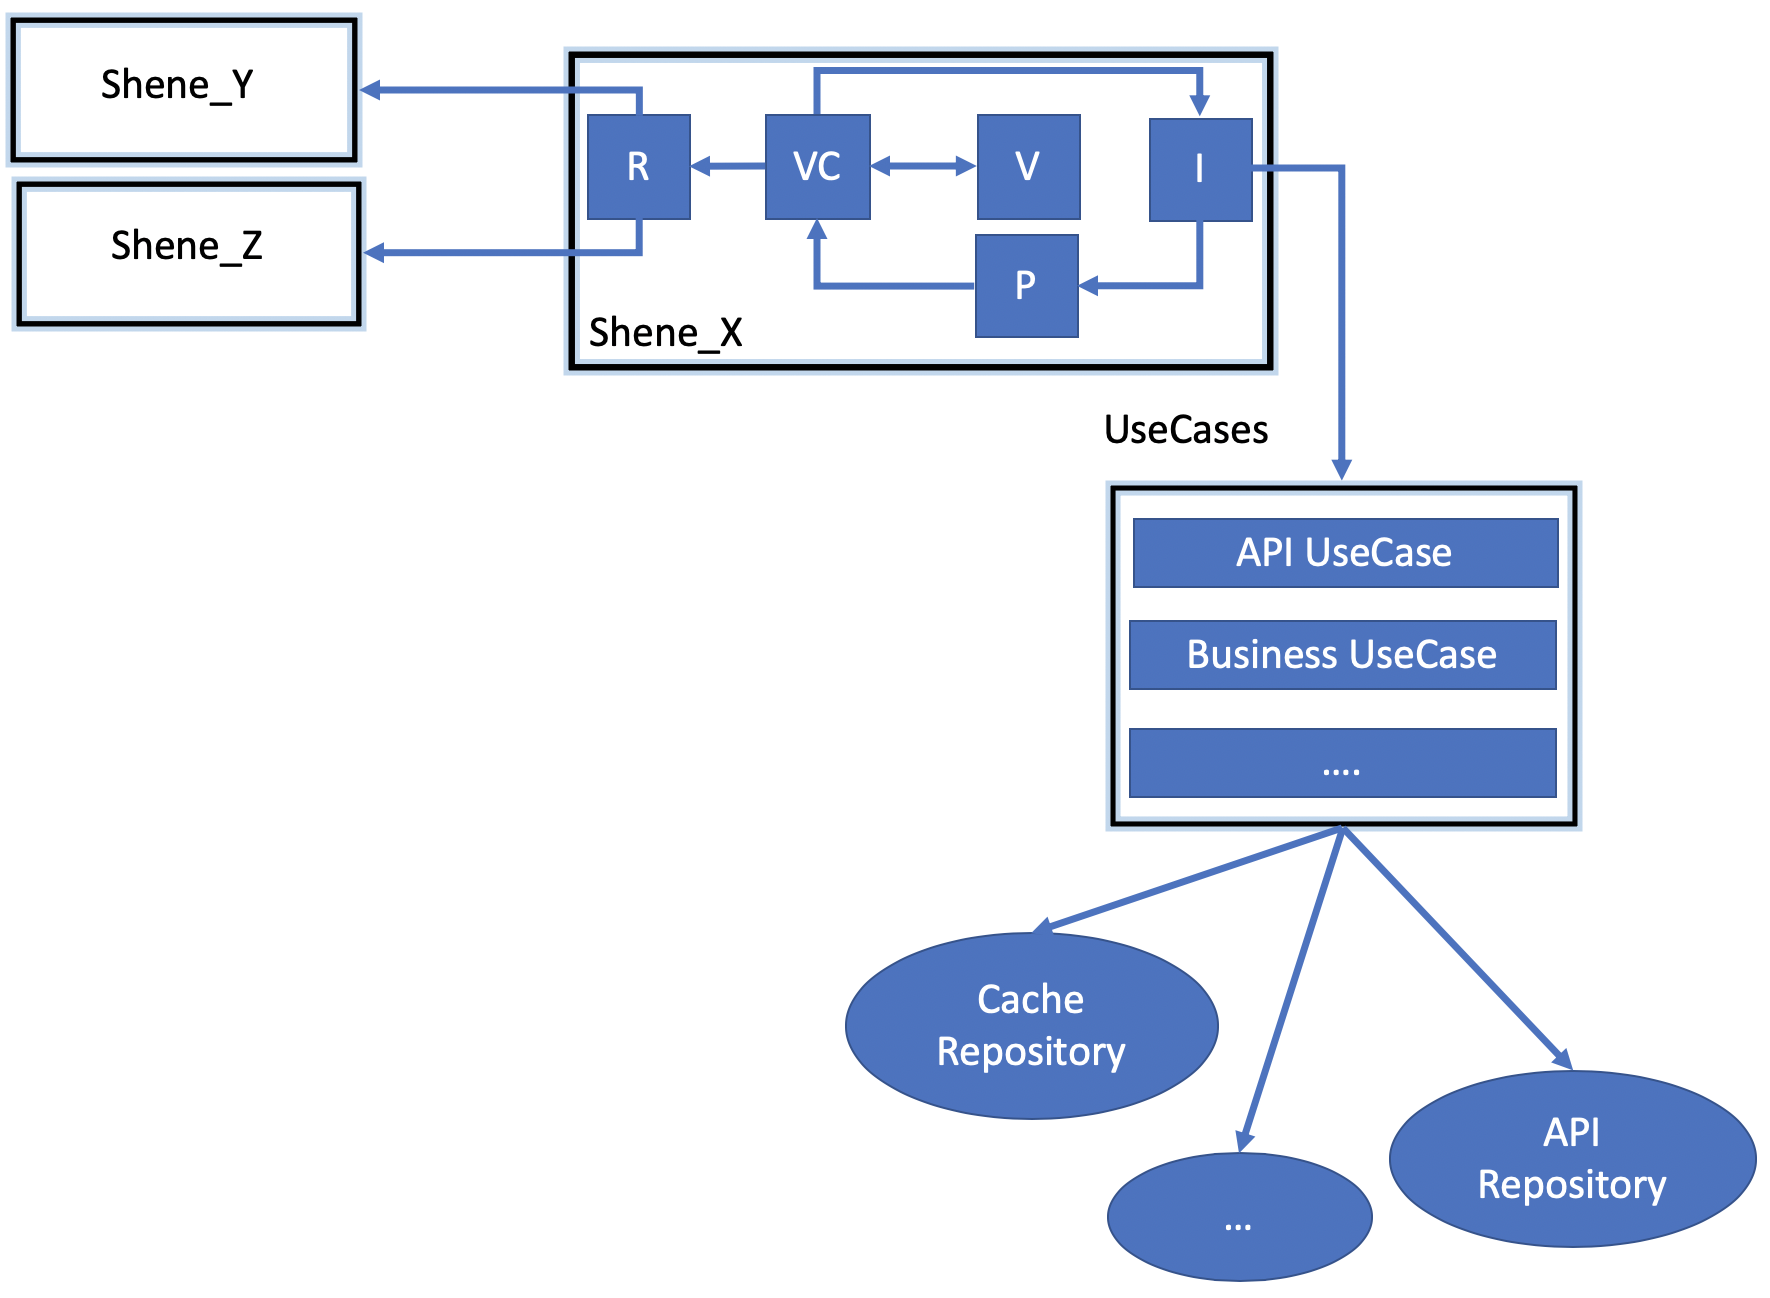 Shene_Y
Shene_Z
R
VC
V
I
P
Shene_X
UseCases
API UseCase
Business UseCase
....
Cache
Repository
API
Repository
...